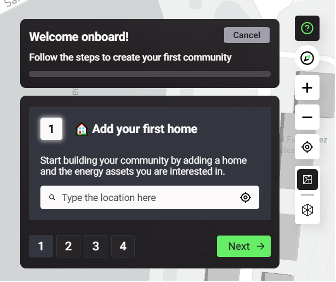 Welcome onboard!
Cancel
Follow the steps to create your first community
1
Add your first home
Start building your community by adding a home
and the energy assets you are interested in.
Type the location here
1 2 3 4
Next